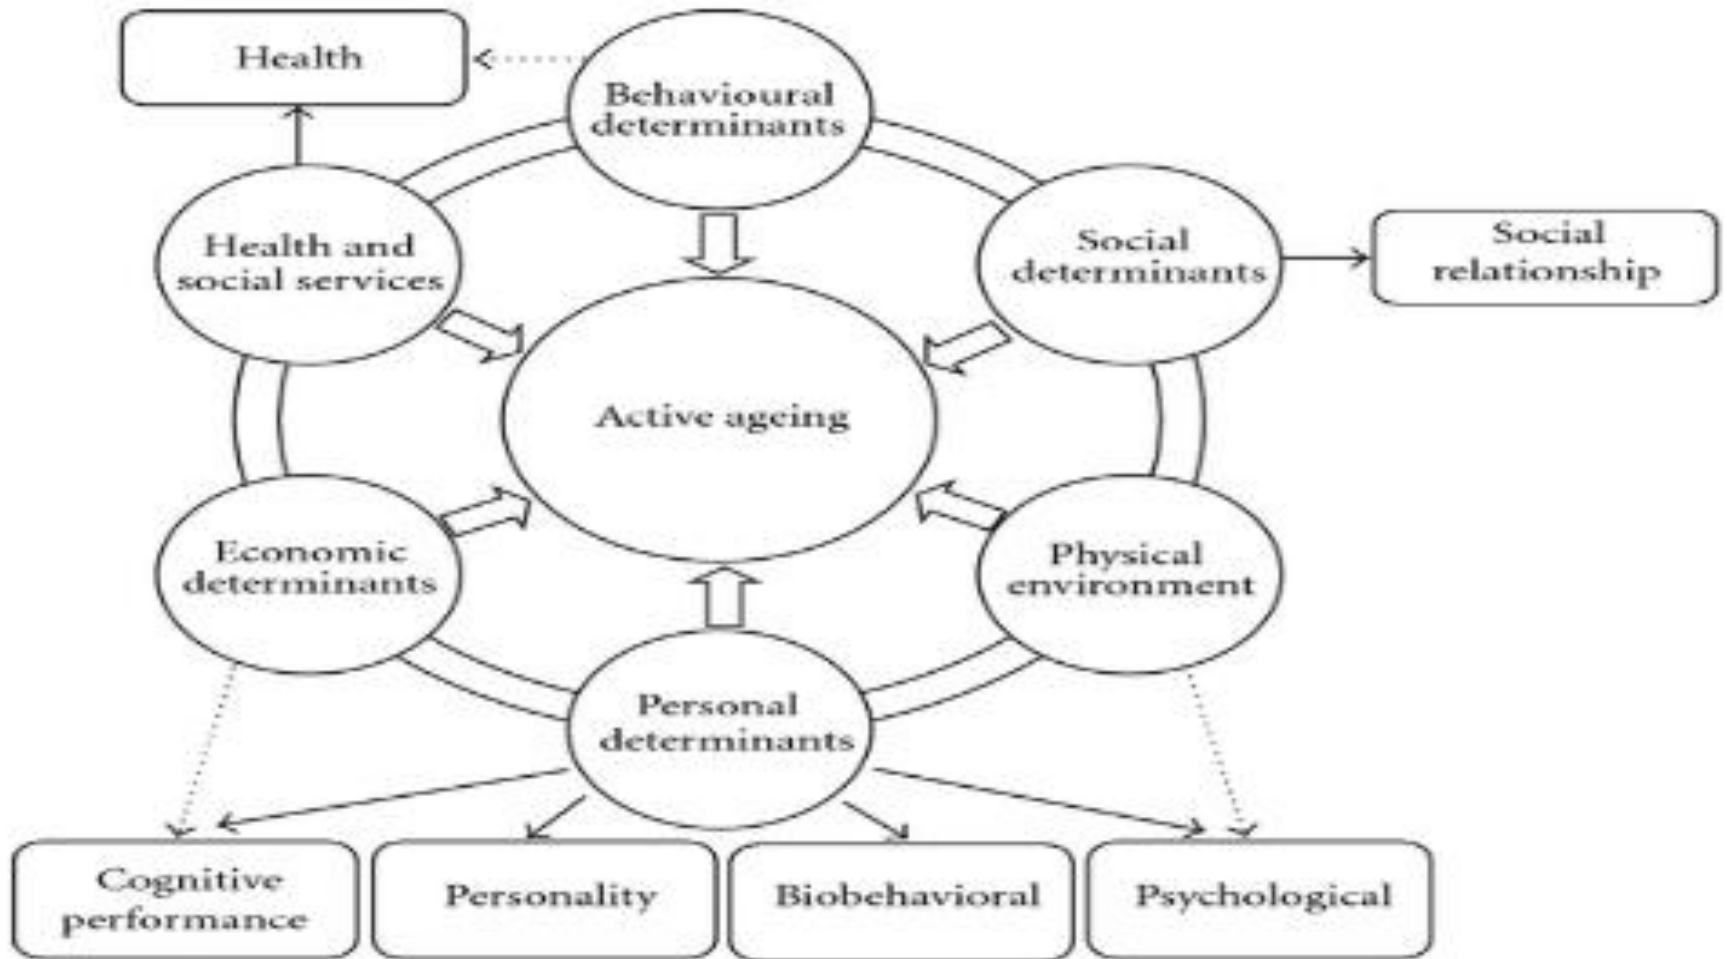 Health
Behavioural
determinants
Health and
social services
Social
determinants
Social
relationship
Active ageing
Economic
determinants
Physical
environment
Personal
determinants
Cognitive
performance
Personality
Biobehavioral
Psychological